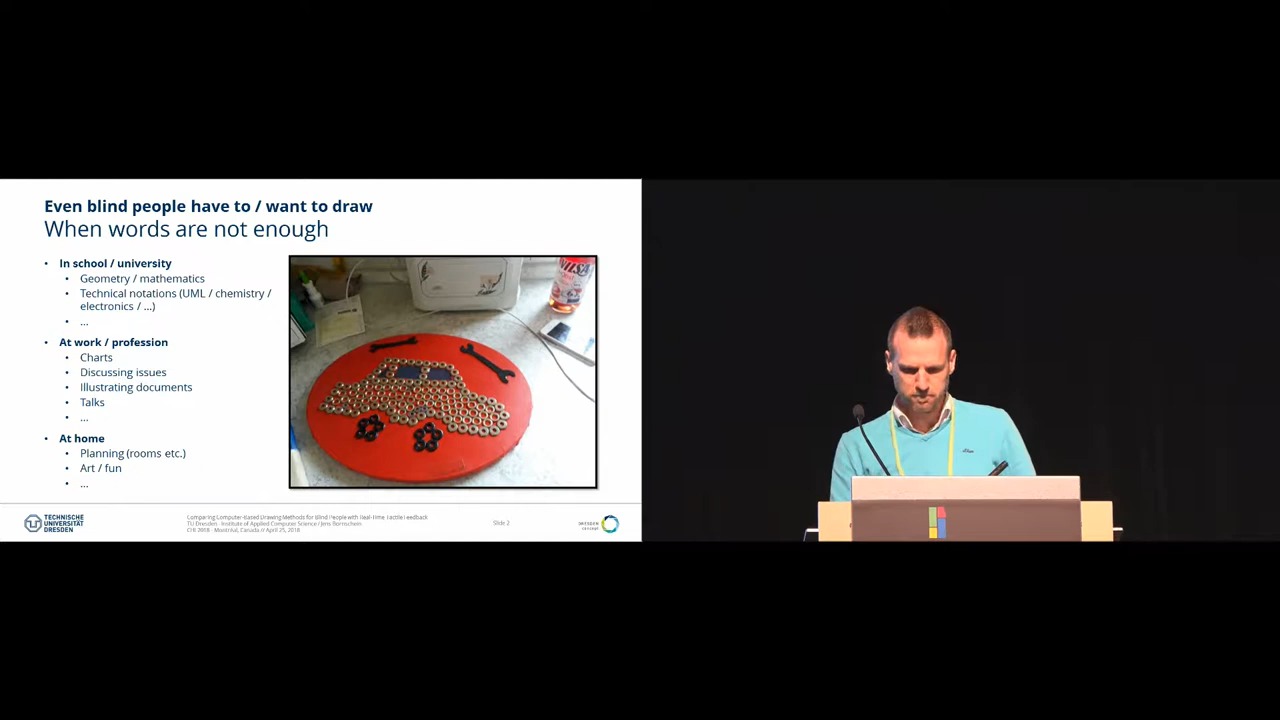 Even blind people have to / want to draw
When words are not enough
• In school / university
• Geometry / mathematics
• Technical notations (UML / chemistry /
electronics / ...)
• ...
• At work / profession
• Charts
• Discussing issues
• Illustrating documents
• Talks
• ...
• At home
• Planning (rooms etc.)
• Art / fun
• ...
TECHNISCHE
UNIVERSITÄT
DRESDEN
Comparing Computer-Based Drawing Methods for Blind People with Real-Time Tactile Feedback
TU Dresden - Institute of Applied Computer Science / Jens Bornschein
CHI 2018 - Montréal, Canada // April 25, 2018
Slide 2
DRESDEN
concept